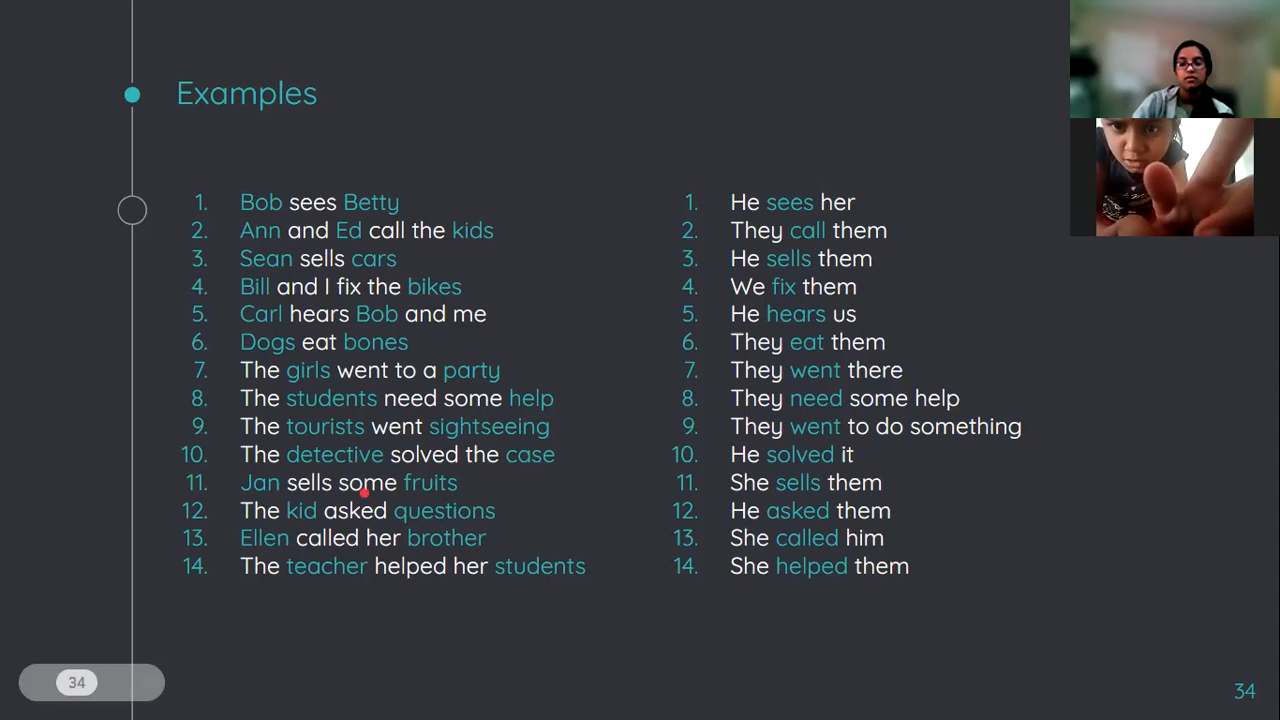 Examples
1. Bob sees Betty
2. Ann and Ed call the kids
3. Sean sells cars
4. Bill and I fix the bikes
5. Carl hears Bob and me
6. Dogs eat bones
7. The girls went to a party
8. The students need some help
9. The tourists went sightseeing
10. The detective solved the case
11. Jan sells some fruits
12. The kid asked questions
13. Ellen called her brother
14. The teacher helped her students
1. He sees her
2. They call them
3. He sells them
4. We fix them
5. He hears us
6. They eat them
7. They went there
8. They need some help
9. They went to do something
10. He solved it
11. She sells them
12. He asked them
13. She called him
14. She helped them
34
34